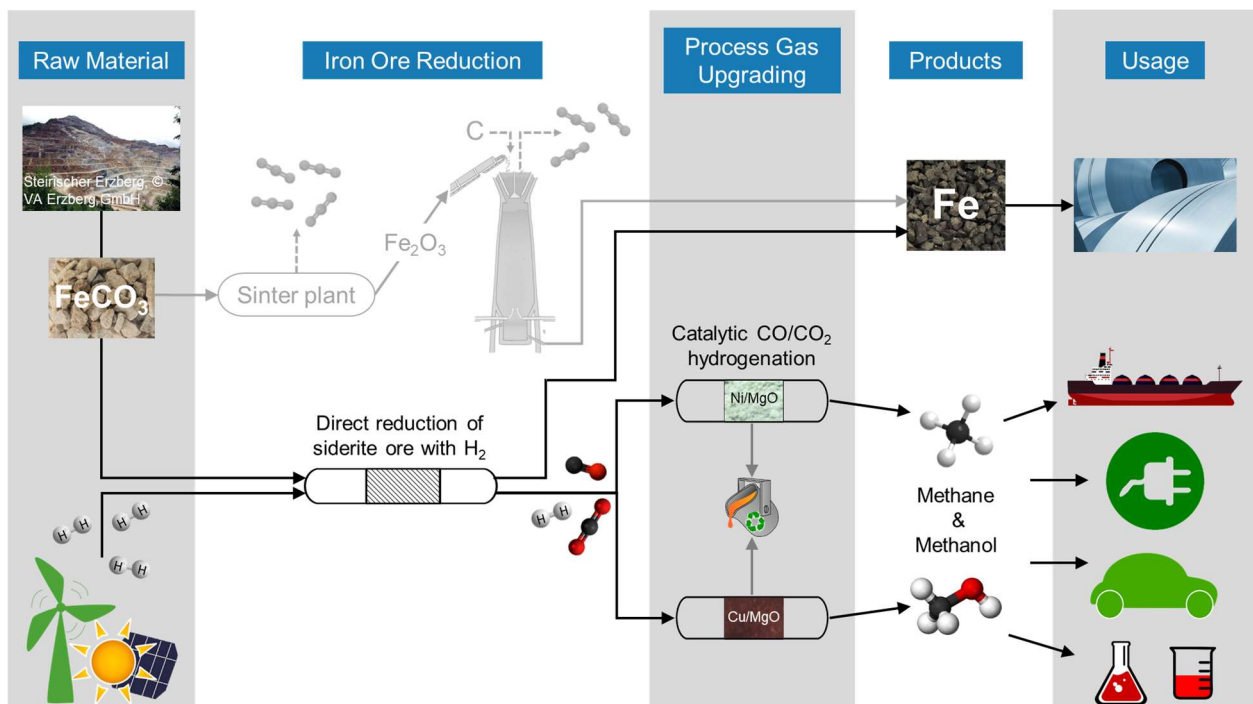 Raw Material
Iron Ore Reduction
Process Gas
Upgrading
Products
Usage
Steirischer Erzberg, ©
VA Erzberg GmbH
C
Fe
Fe₂O₃
FeCO₃
Sinter plant
Catalytic CO/CO₂
hydrogenation
Ni/MgO
Direct reduction of
siderite ore with H₂
H H
H H
H H
H H
Methane
&
Methanol
Cu/MgO